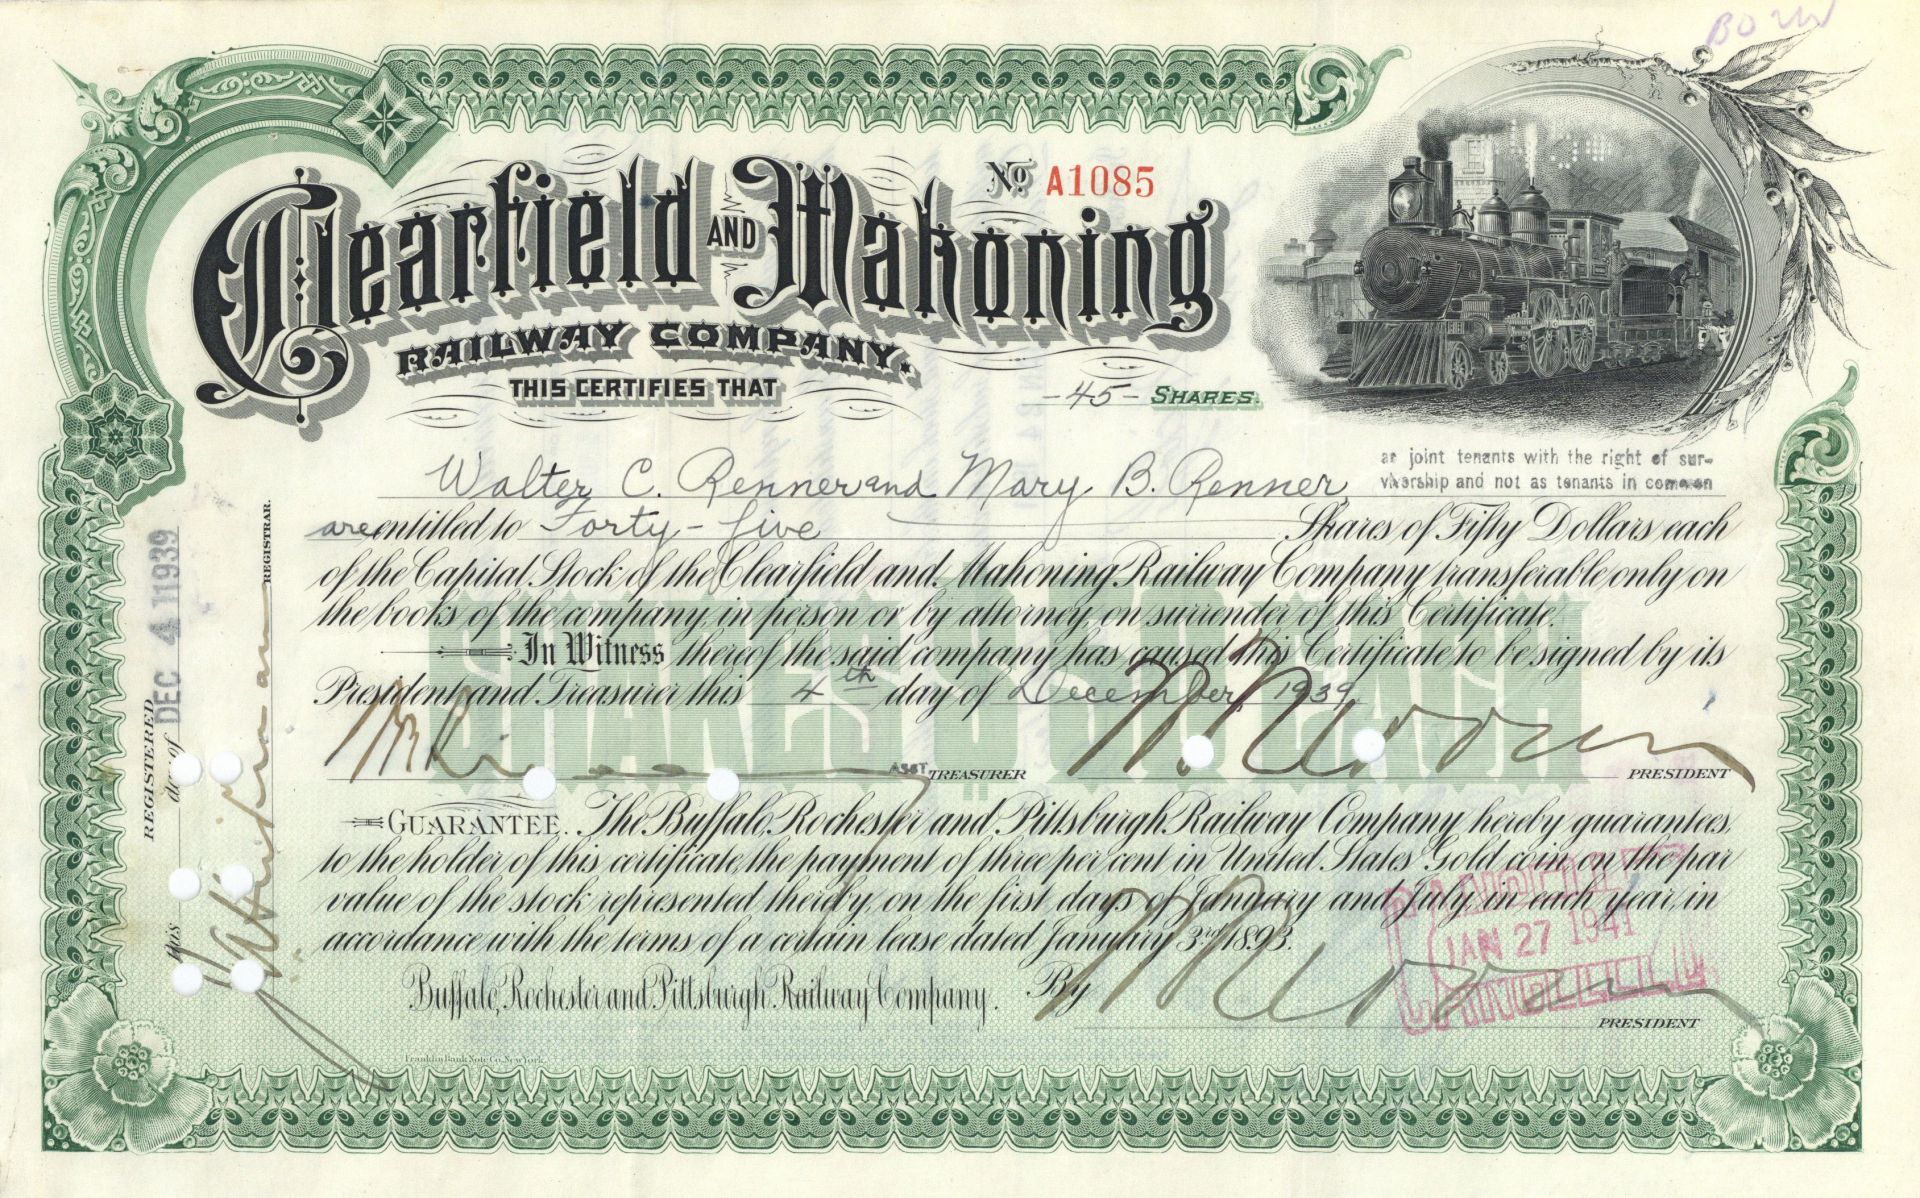 BO
No A1085
Clearfield AND Mahoning
RAILWAY COMPANY.
THIS CERTIFIES THAT
-45- SHARES.
Walter C. Renner and Mary B. Renner, as joint tenants with the right of sur-
vivorship and not as tenants in common
are entitled to Forty-five Shares of Fifty Dollars each
of the Capital Stock of the Clearfield and Mahoning Railway Company transferable only on
the books of the company, in person or by attorney, on surrender of this Certificate.
In Witness thereof the said company has caused this Certificate to be signed by its
President and Treasurer this 4th day of December, 1939
ASST TREASURER
PRESIDENT
SHARES $50 EACH
GUARANTEE. The Buffalo, Rochester and Pittsburgh Railway Company hereby guarantees,
to the holder of this certificate, the payment of three per cent in United States Gold coin, on the par
value of the stock represented thereby, on the first days of January and July, in each year, in
accordance with the terms of a certain lease dated January 3rd 1893.
Buffalo, Rochester and Pittsburgh Railway Company. By
PRESIDENT
Franklin Bank Note Co. New York.
REGISTERED
this day of DEC 4 1939
REGISTRAR.
CANCELLED
JAN 27 1941
CANCELLED